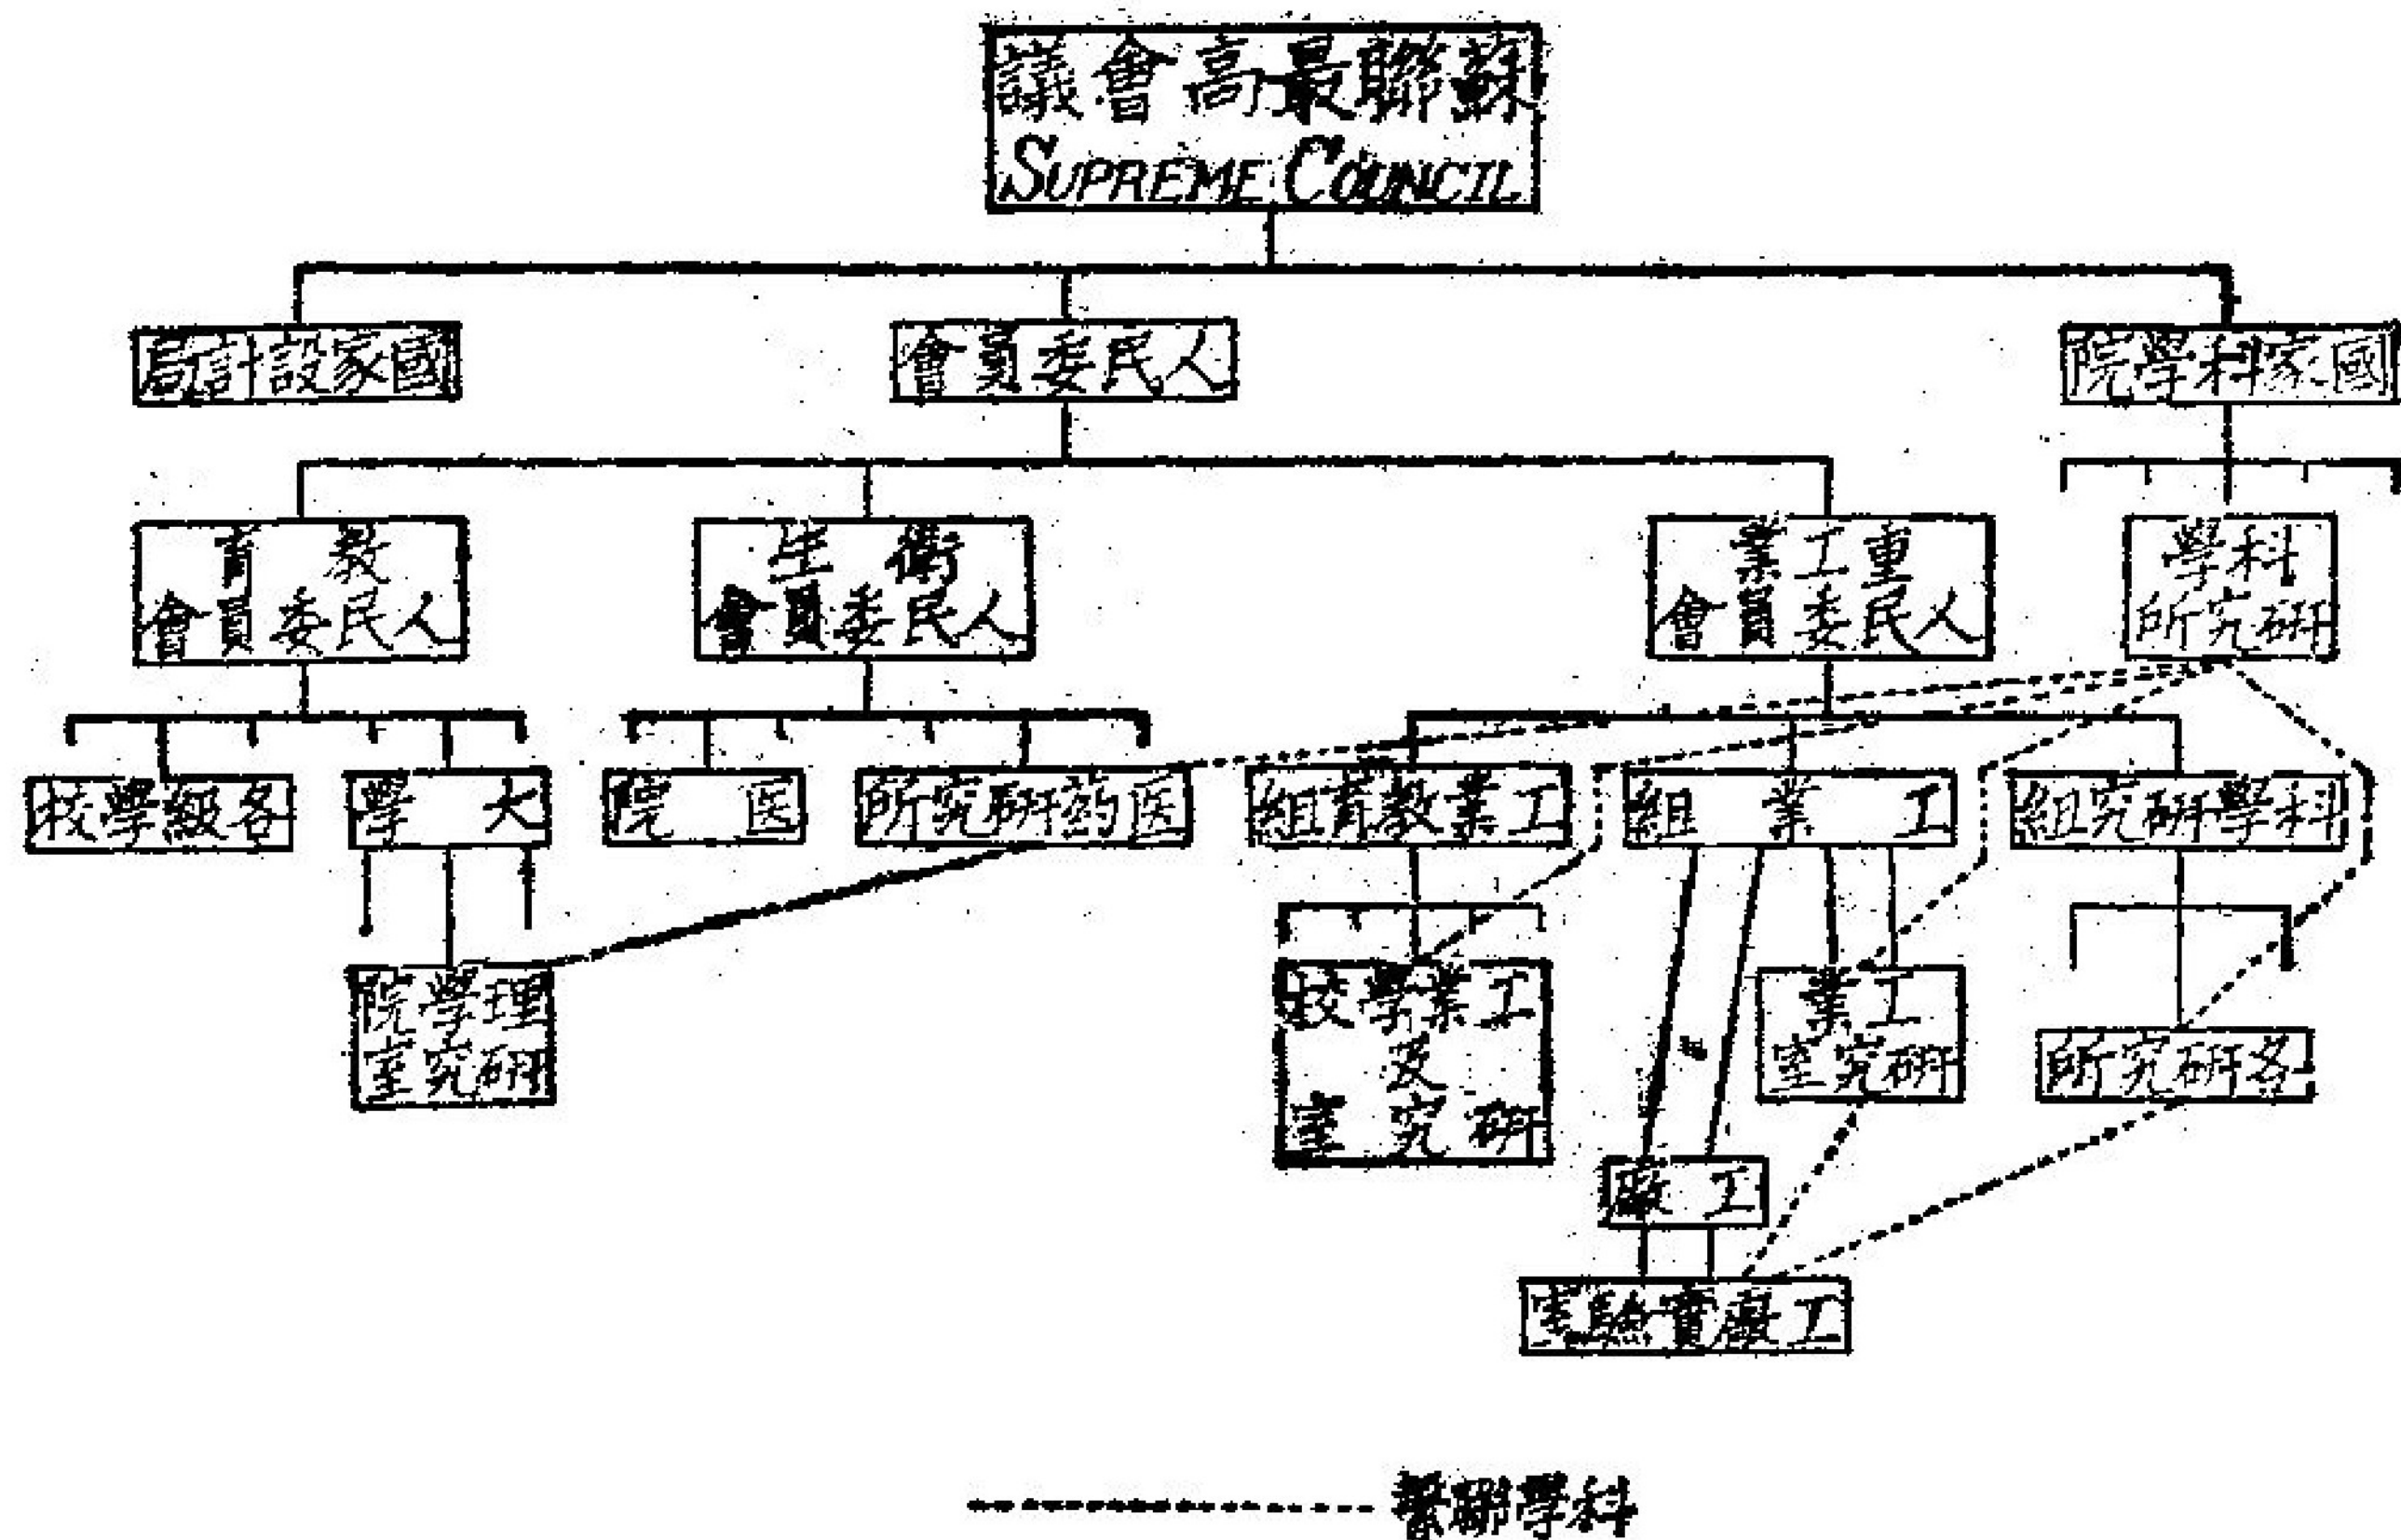 蘇聯最高會議
SUPREME COUNCIL
國家設計局
人民委員會
國家科學院
教育
人民委員會
衛生
人民委員會
重工業
人民委員會
科學
研究所
各級學校
大學
医院
医药研究所
工業教育組
工業組
科學研究組
理學院
研究室
工業學校
及
研究室
工業
研究室
各研究所
工廠
工廠實驗室
科學聯繫